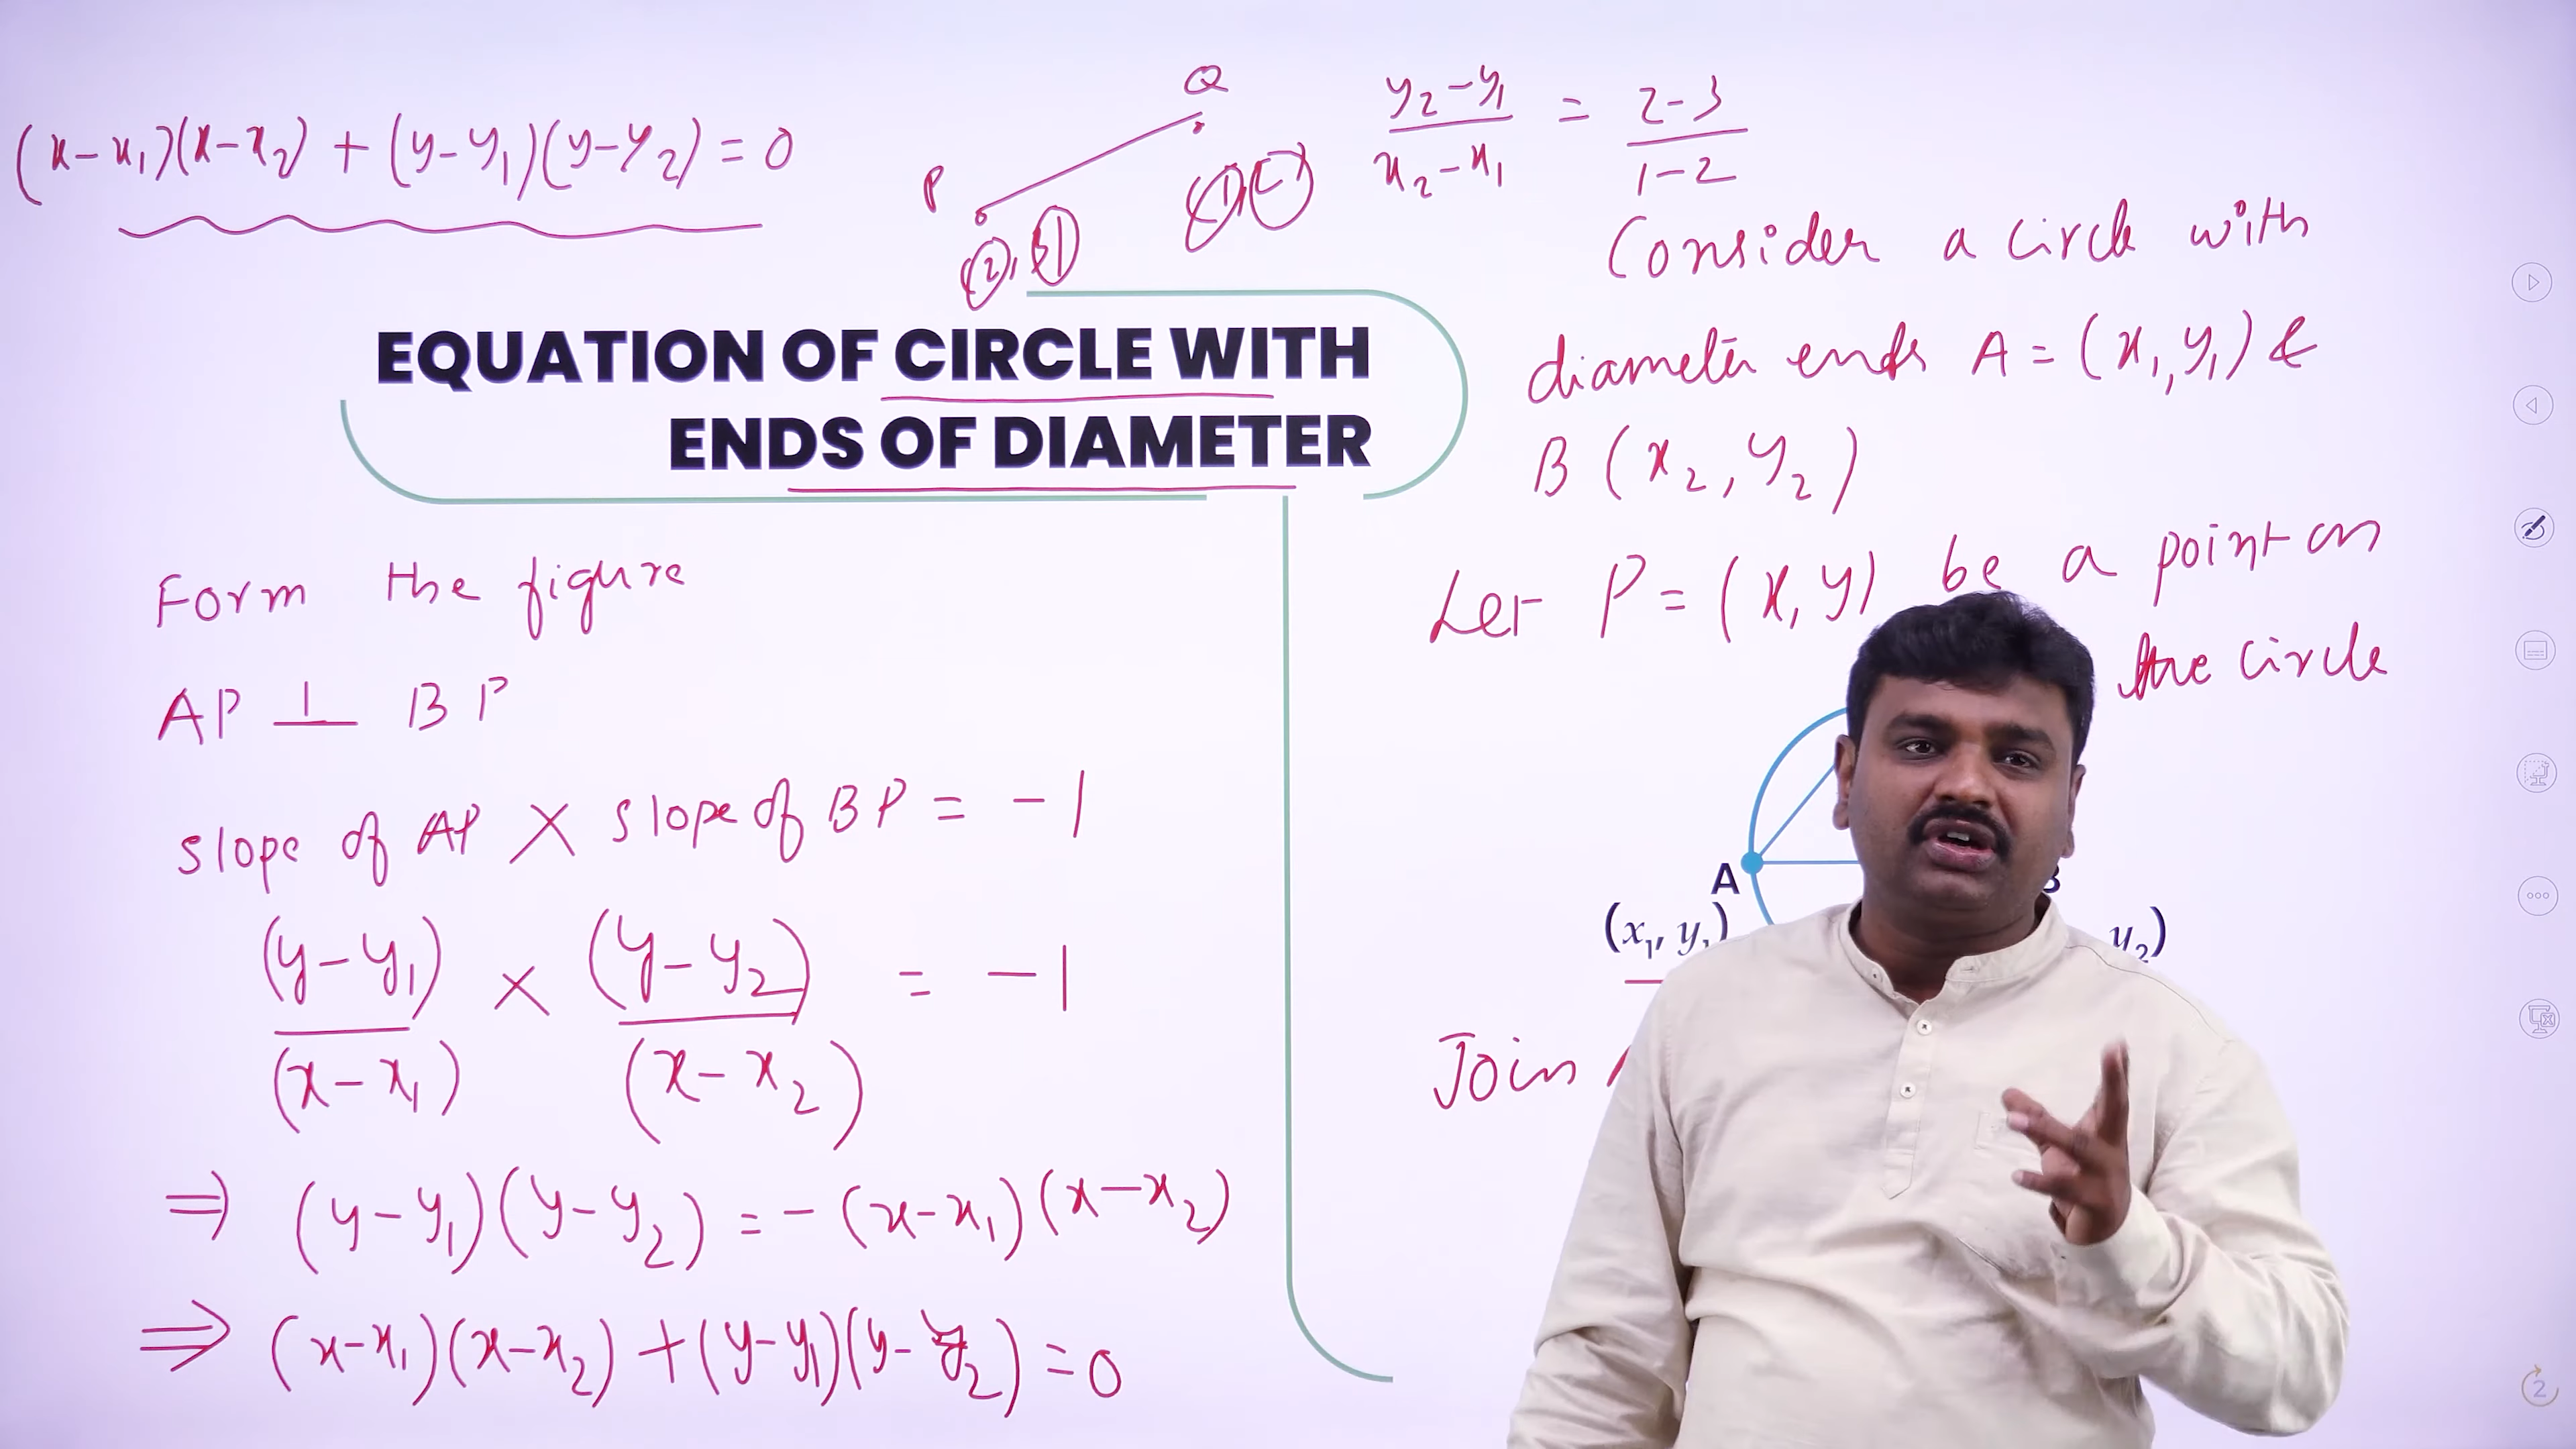 (x-x₁)(x-x₂) + (y-y₁)(y-y₂) = 0
P
Q
(2, 3)
(1, 2)
y₂-y₁ / x₂-x₁ = 2-3 / 1-2
EQUATION OF CIRCLE WITH
ENDS OF DIAMETER
Consider a circle with
diameter ends A = (x₁, y₁) &
B (x₂, y₂)
Let P = (x, y) be a point on
the circle
A
B
(x₁, y₁)
y₂)
Join
Form the figure
AP ⊥ BP
slope of AP × slope of BP = -1
(y-y₁) / (x-x₁) × (y-y₂) / (x-x₂) = -1
⇒ (y-y₁)(y-y₂) = -(x-x₁)(x-x₂)
⇒ (x-x₁)(x-x₂) + (y-y₁)(y-y₂) = 0
2